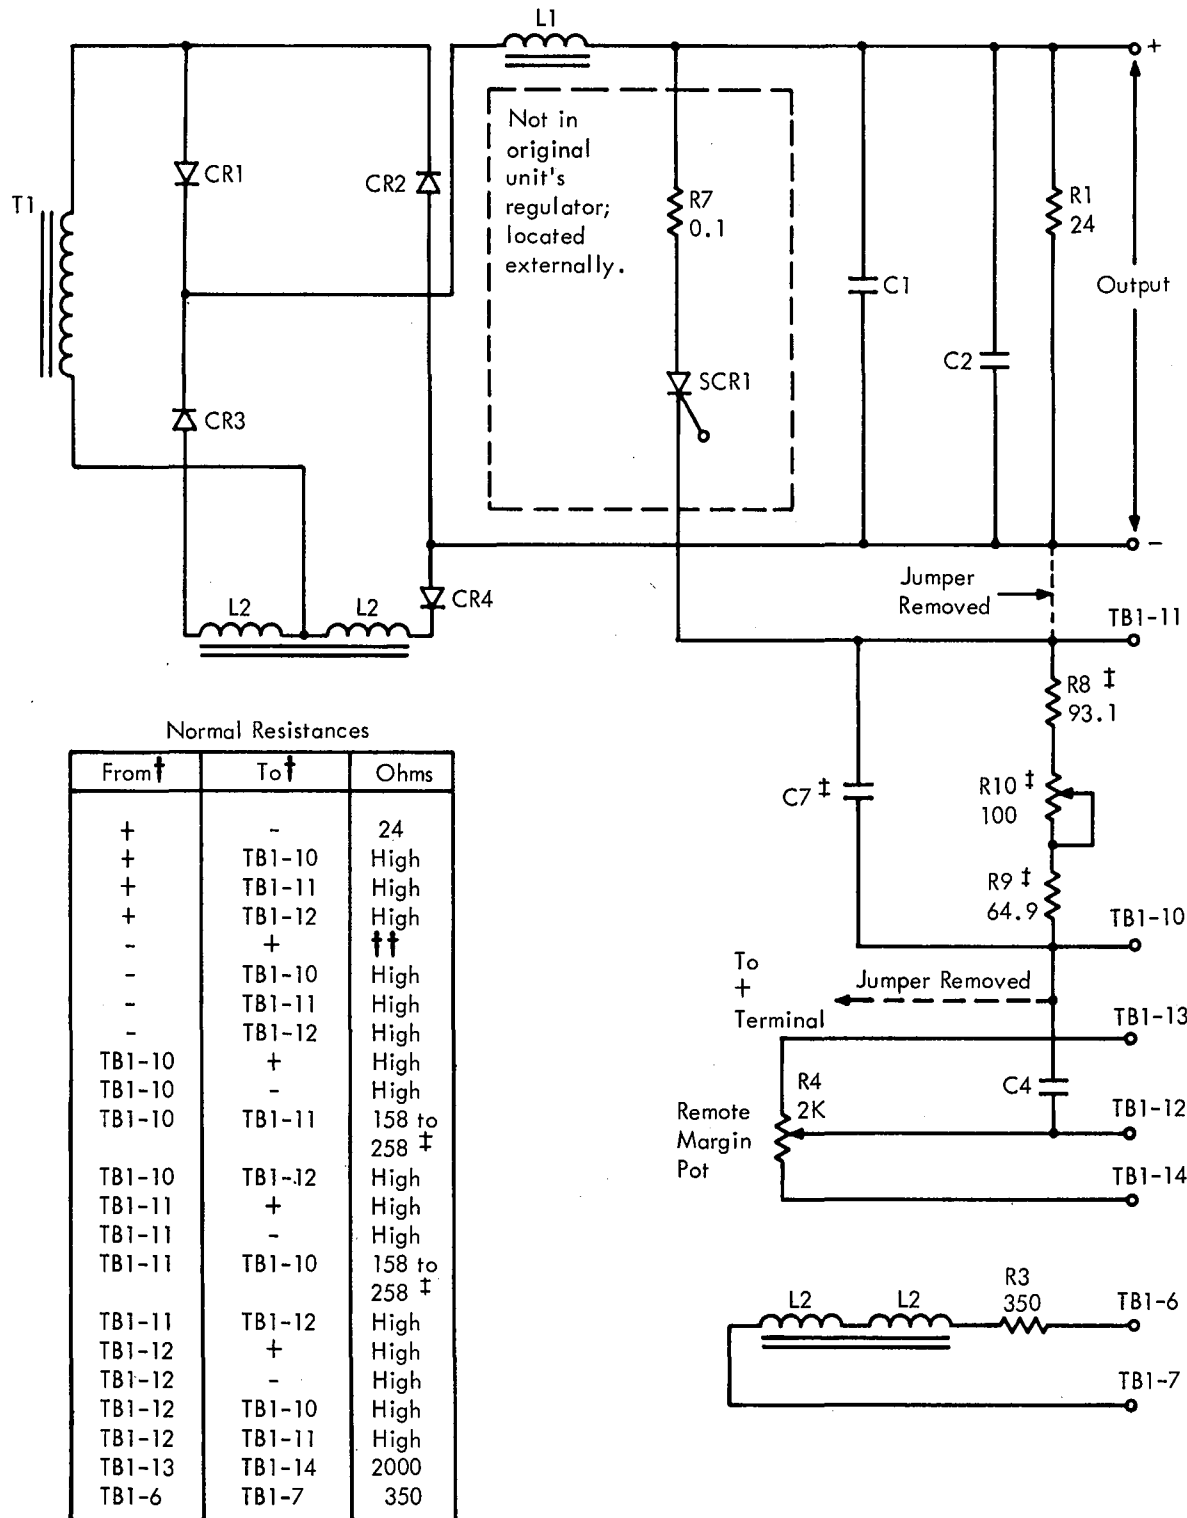 L1
+
T1
CR1
CR2
Not in
original
unit's
regulator;
located
externally.
R7
0.1
R1
24
Output
C1
C2
SCR1
CR3
-
Jumper
Removed
CR4
L2
L2
TB1-11
R8 ‡
93.1
C7 ‡
R10 ‡
100
R9 ‡
64.9
TB1-10
To
+
Terminal
Jumper Removed
TB1-13
R4
2K
C4
Remote
Margin
Pot
TB1-12
TB1-14
L2
L2
R3
350
TB1-6
TB1-7
Normal Resistances
From† To† Ohms
+ - 24
+ TB1-10 High
+ TB1-11 High
+ TB1-12 High
- + ††
- TB1-10 High
- TB1-11 High
- TB1-12 High
TB1-10 + High
TB1-10 - High
TB1-10 TB1-11 158 to
258 ‡
TB1-10 TB1-12 High
TB1-11 + High
TB1-11 - High
TB1-11 TB1-10 158 to
258 ‡
TB1-11 TB1-12 High
TB1-12 + High
TB1-12 - High
TB1-12 TB1-10 High
TB1-12 TB1-11 High
TB1-13 TB1-14 2000
TB1-6 TB1-7 350